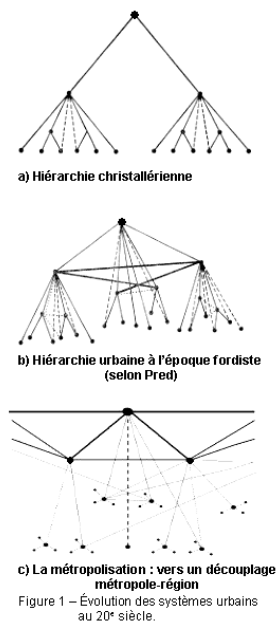 a) Hiérarchie christallérienne
b) Hiérarchie urbaine à l'époque fordiste
(selon Pred)
c) La métropolisation : vers un découplage
métropole-région
Figure 1 – Évolution des systèmes urbains
au 20e siècle.